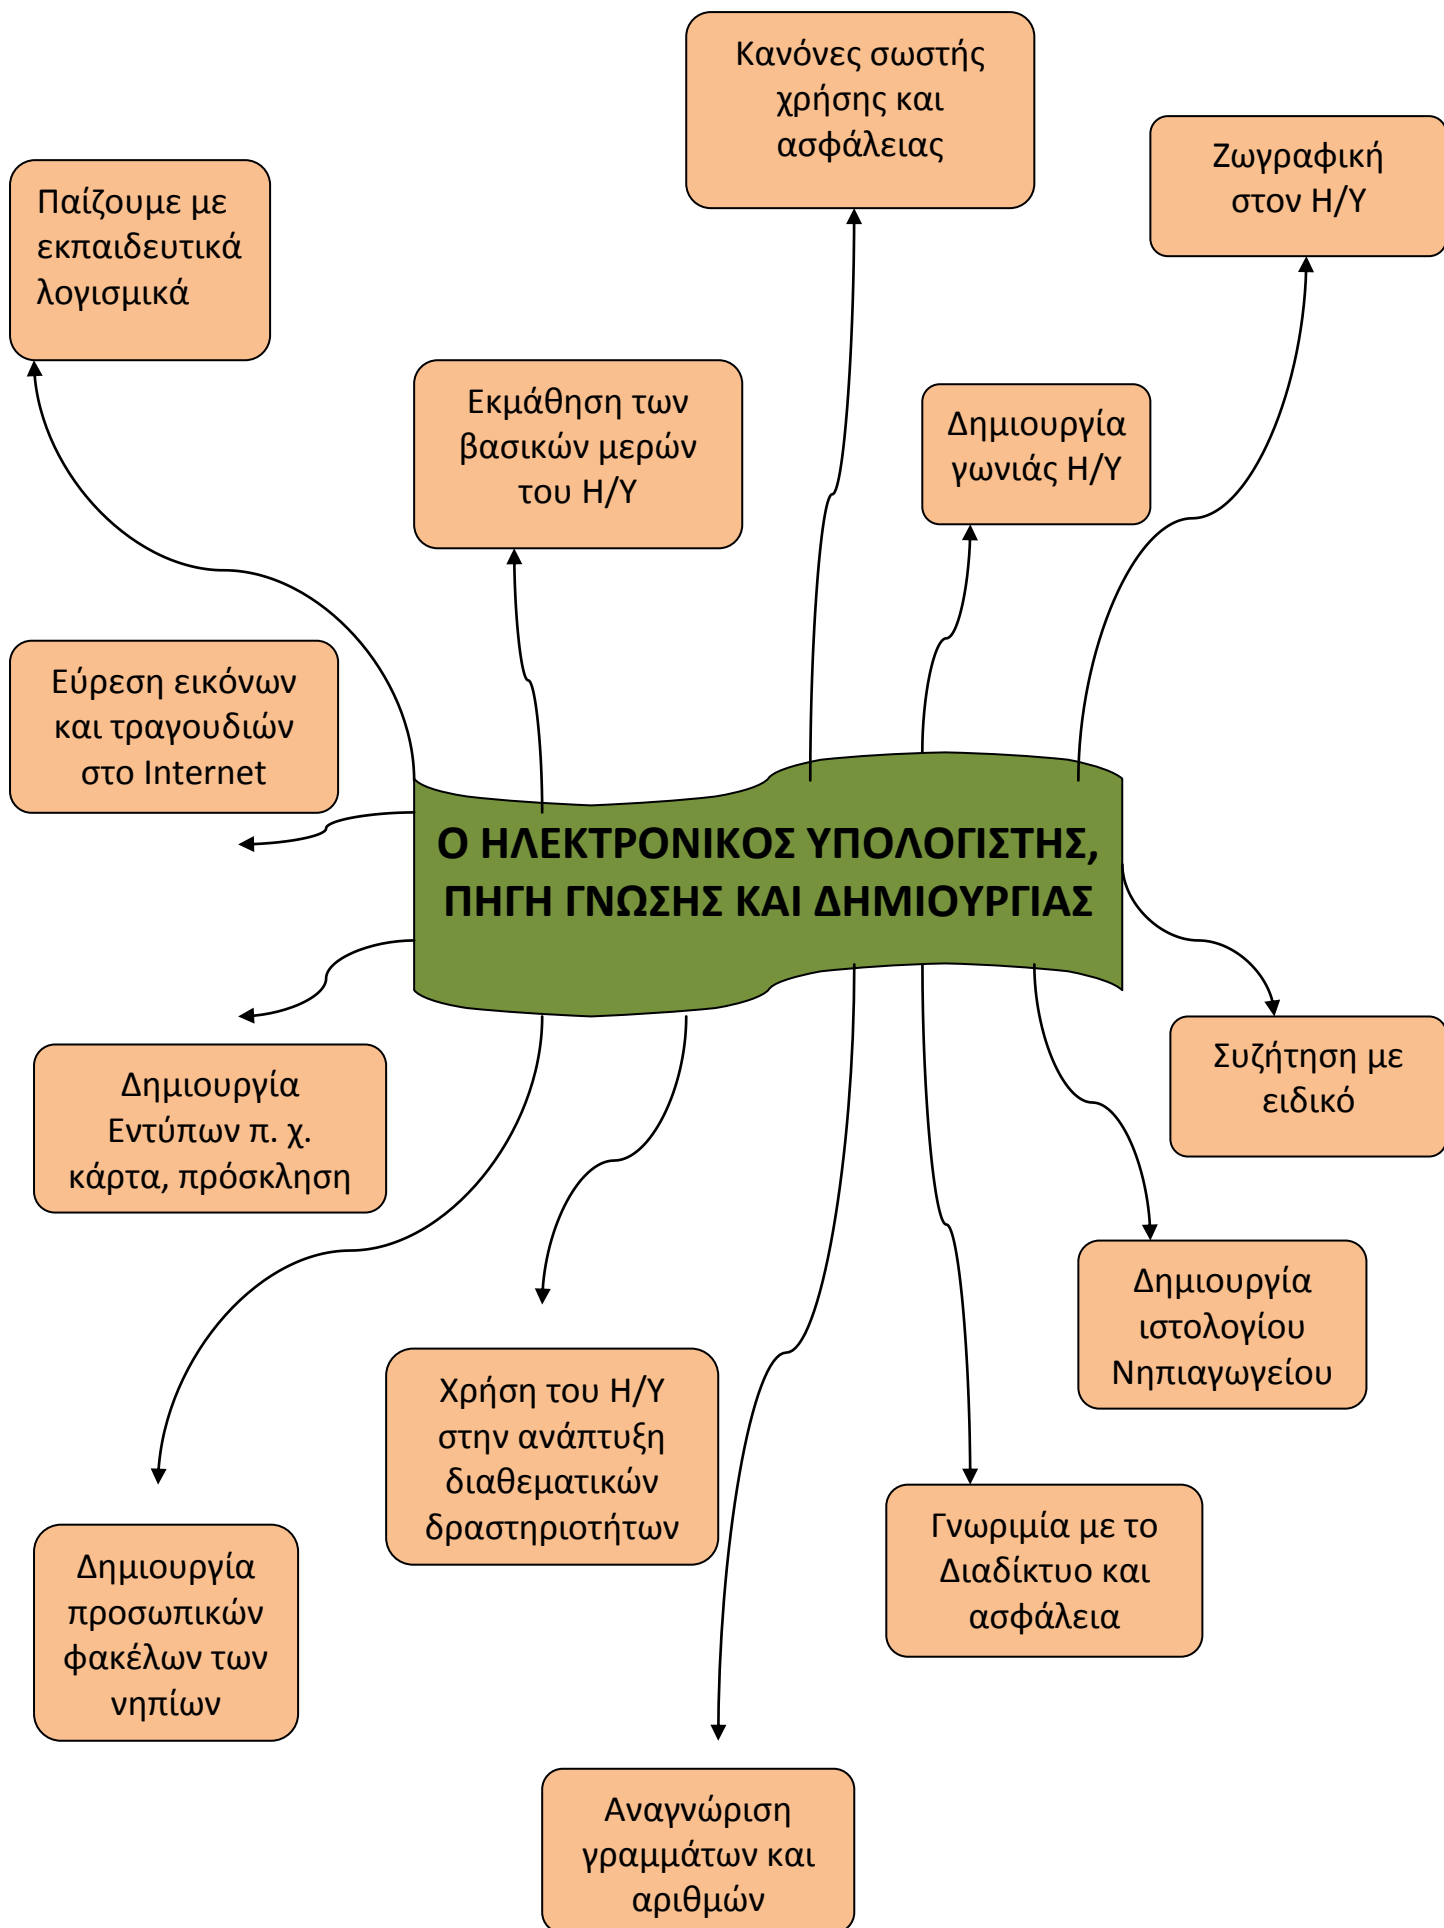 Κανόνες σωστής
χρήσης και
ασφάλειας
Ζωγραφική
στον Η/Υ
Παίζουμε με
εκπαιδευτικά
λογισμικά
Εκμάθηση των
βασικών μερών
του Η/Υ
Δημιουργία
γωνιάς Η/Υ
Εύρεση εικόνων
και τραγουδιών
στο Internet
Ο ΗΛΕΚΤΡΟΝΙΚΟΣ ΥΠΟΛΟΓΙΣΤΗΣ,
ΠΗΓΗ ΓΝΩΣΗΣ ΚΑΙ ΔΗΜΙΟΥΡΓΙΑΣ
Συζήτηση με
ειδικό
Δημιουργία
Εντύπων π. χ.
κάρτα, πρόσκληση
Δημιουργία
ιστολογίου
Νηπιαγωγείου
Χρήση του Η/Υ
στην ανάπτυξη
διαθεματικών
δραστηριοτήτων
Γνωριμία με το
Διαδίκτυο και
ασφάλεια
Δημιουργία
προσωπικών
φακέλων των
νηπίων
Αναγνώριση
γραμμάτων και
αριθμών